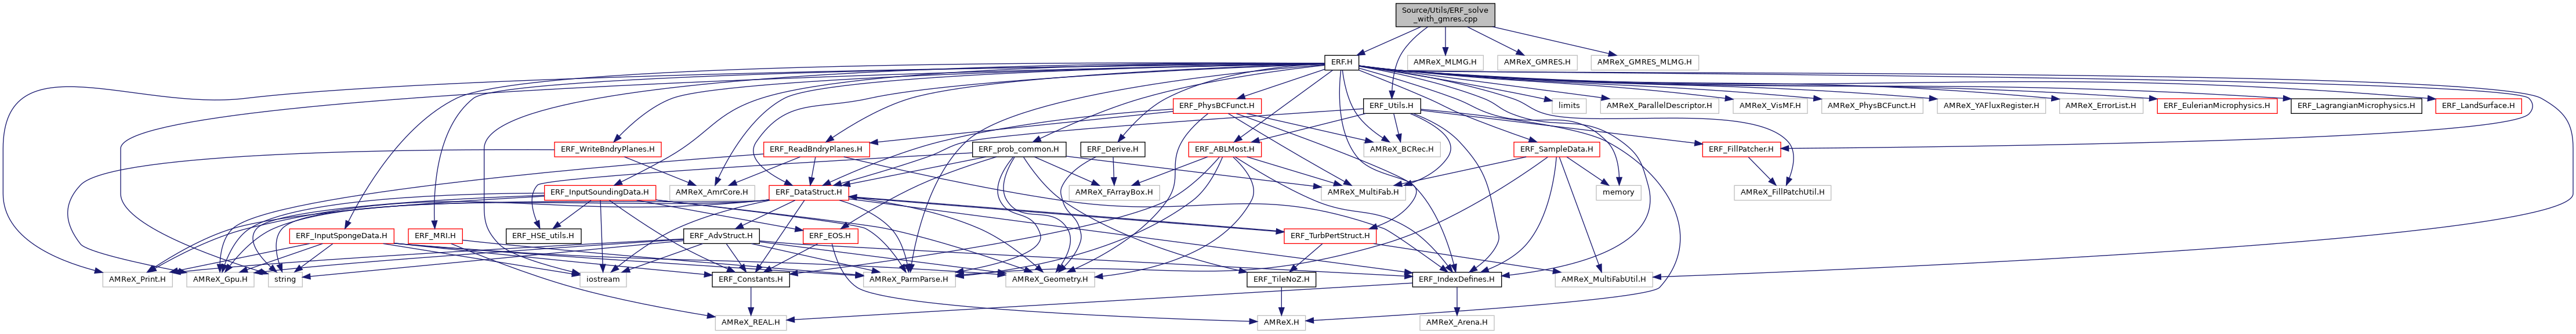 Source/Utils/ERF_solve
_with_gmres.cpp
ERF.H
AMReX_MLMG.H
AMReX_GMRES.H
AMReX_GMRES_MLMG.H
ERF_PhysBCFunct.H
ERF_Utils.H
limits
AMReX_ParallelDescriptor.H
AMReX_VisMF.H
AMReX_PhysBCFunct.H
AMReX_YAFluxRegister.H
AMReX_ErrorList.H
ERF_EulerianMicrophysics.H
ERF_LagrangianMicrophysics.H
ERF_LandSurface.H
ERF_WriteBndryPlanes.H
ERF_ReadBndryPlanes.H
ERF_prob_common.H
ERF_Derive.H
ERF_ABLMost.H
AMReX_BCRec.H
ERF_SampleData.H
ERF_FillPatcher.H
ERF_InputSoundingData.H
AMReX_AmrCore.H
ERF_DataStruct.H
AMReX_FArrayBox.H
AMReX_MultiFab.H
memory
AMReX_FillPatchUtil.H
ERF_InputSpongeData.H
ERF_MRI.H
ERF_HSE_utils.H
ERF_AdvStruct.H
ERF_EOS.H
ERF_TurbPertStruct.H
AMReX_Print.H
AMReX_Gpu.H
string
iostream
ERF_Constants.H
AMReX_ParmParse.H
AMReX_Geometry.H
ERF_TileNoZ.H
ERF_IndexDefines.H
AMReX_MultiFabUtil.H
AMReX_REAL.H
AMReX.H
AMReX_Arena.H